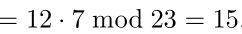 = 12 · 7 mod 23 = 15.